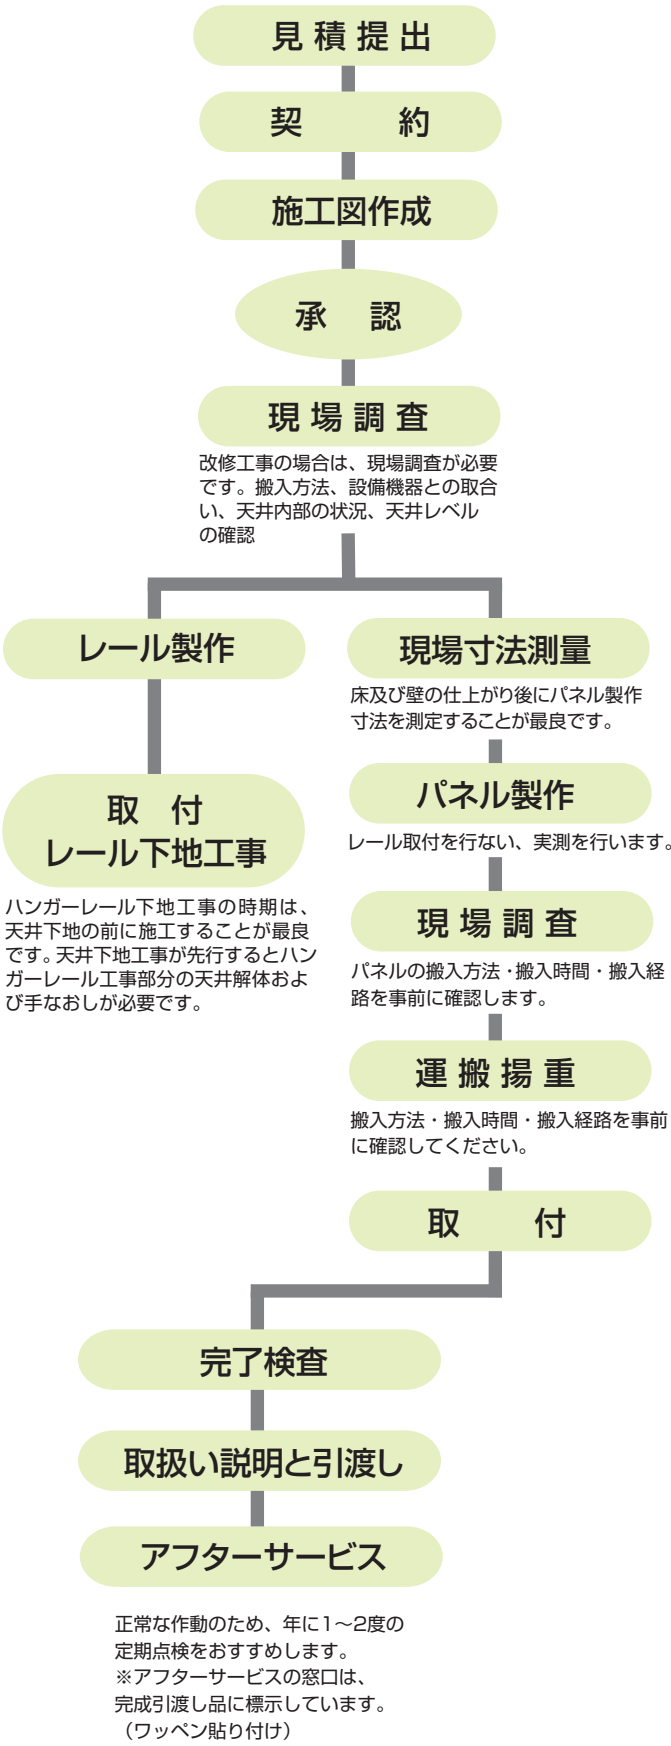 見積提出
契　約
施工図作成
承　認
現場調査
改修工事の場合は、現場調査が必要
です。搬入方法、設備機器との取合
い、天井内部の状況、天井レベル
の確認
レール製作
取　付
レール下地工事
ハンガーレール下地工事の時期は、
天井下地の前に施工することが最良
です。天井下地工事が先行するとハン
ガーレール工事部分の天井解体およ
び手なおしが必要です。
現場寸法測量
床及び壁の仕上がり後にパネル製作
寸法を測定することが最良です。
パネル製作
レール取付を行ない、実測を行います。
現場調査
パネルの搬入方法・搬入時間・搬入経
路を事前に確認します。
運搬揚重
搬入方法・搬入時間・搬入経路を事前
に確認してください。
取　付
完了検査
取扱い説明と引渡し
アフターサービス
正常な作動のため、年に1～2度の
定期点検をおすすめします。
※アフターサービスの窓口は、
完成引渡し品に標示しています。
（ワッペン貼り付け）